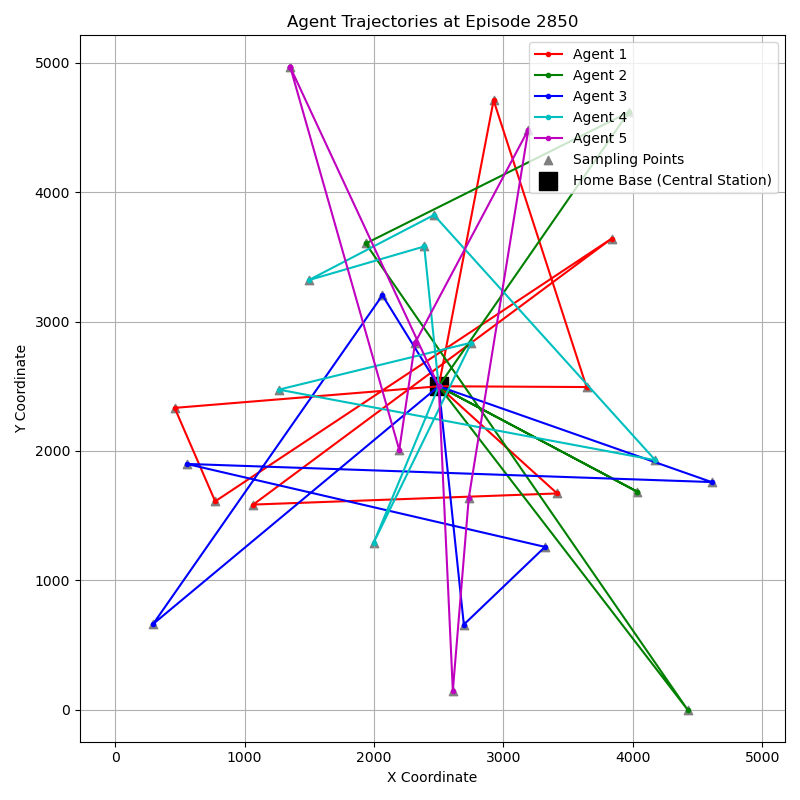 Agent Trajectories at Episode 2850
Agent 1
Agent 2
Agent 3
Agent 4
Agent 5
Sampling Points
Home Base (Central Station)
Y Coordinate
5000
4000
3000
2000
1000
0
0 1000 2000 3000 4000 5000
X Coordinate